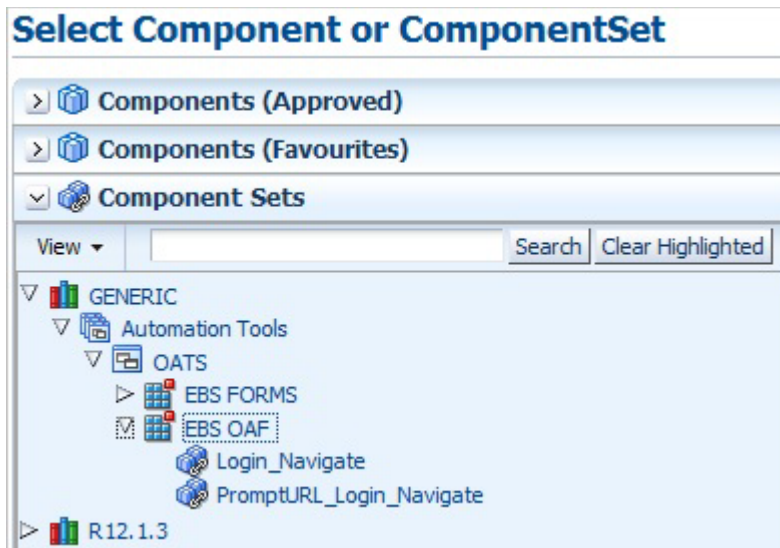 Select Component or ComponentSet
Components (Approved)
Components (Favourites)
Component Sets
View Search Clear Highlighted
GENERIC
Automation Tools
OATS
EBS FORMS
EBS OAF
Login_Navigate
PromptURL_Login_Navigate
R12.1.3